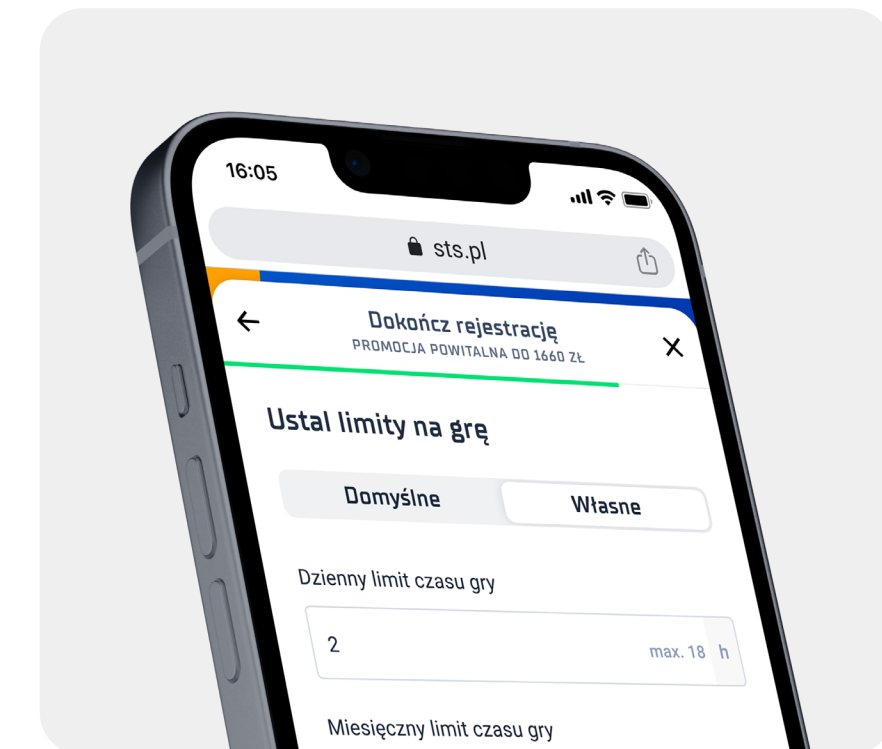 16:05
sts.pl
Dokończ rejestrację
PROMOCJA POWITALNA DO 1660 ZŁ
Ustal limity na grę
Domyślne Własne
Dzienny limit czasu gry
2 max. 18 h
Miesięczny limit czasu gry